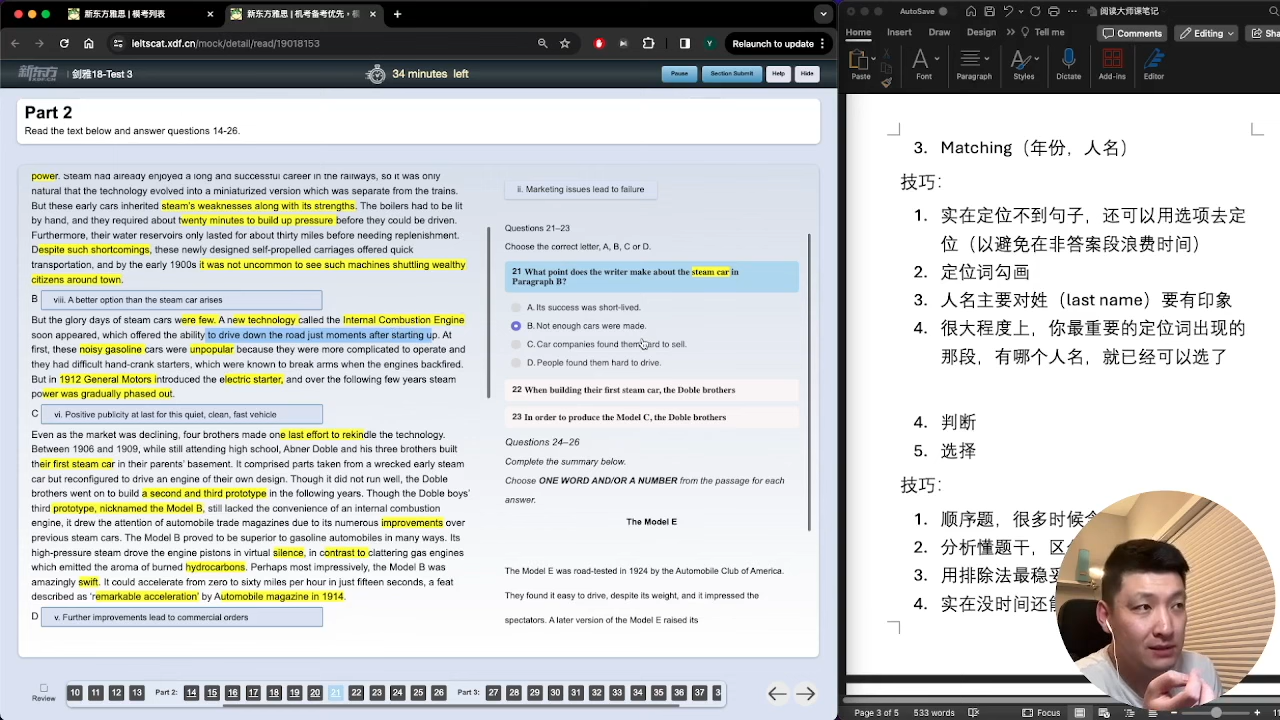 新东方雅思 | 模考列表
新东方雅思 | 机考考表优先 +
leicester.xdf.cn/mock/detail/read/19018153
Relaunch to update
新东方
剑雅18-Test 3
34 minutes left
Pause
Section Submit
Help
Hide
Part 2
Read the text below and answer questions 14-26.
power. Steam had already enjoyed a long and successful career in the railways, so it was only
natural that the technology evolved into a miniaturized version which was separate from the trains.
But these early cars inherited steam's weaknesses along with its strengths. The boilers had to be lit
by hand, and they required about twenty minutes to build up pressure before they could be driven.
Furthermore, their water reservoirs only lasted for about thirty miles before needing replenishment.
Despite such shortcomings, these newly designed self-propelled carriages offered quick
transportation, and by the early 1900s it was not uncommon to see such machines shuttling wealthy
citizens around town.
B viii. A better option than the steam car arises
But the glory days of steam cars were few. A new technology called the Internal Combustion Engine
soon appeared, which offered the ability to drive down the road just moments after starting up. At
first, these noisy gasoline cars were unpopular because they were more complicated to operate and
they had difficult hand-crank starters, which were known to break arms when the engines backfired.
But in 1912 General Motors introduced the electric starter, and over the following few years steam
power was gradually phased out.
C vi. Positive publicity at last for this quiet, clean, fast vehicle
Even as the market was declining, four brothers made one last effort to rekindle the technology.
Between 1906 and 1909, while still attending high school, Abner Doble and his three brothers built
their first steam car in their parents' basement. It comprised parts taken from a wrecked early steam
car but reconfigured to drive an engine of their own design. Though it did not run well, the Doble
brothers went on to build a second and third prototype in the following years. Though the Doble boys'
third prototype, nicknamed the Model B, still lacked the convenience of an internal combustion
engine, it drew the attention of automobile trade magazines due to its numerous improvements over
previous steam cars. The Model B proved to be superior to gasoline automobiles in many ways. Its
high-pressure steam drove the engine pistons in virtual silence, in contrast to clattering gas engines
which emitted the aroma of burned hydrocarbons. Perhaps most impressively, the Model B was
amazingly swift. It could accelerate from zero to sixty miles per hour in just fifteen seconds, a feat
described as 'remarkable acceleration' by Automobile magazine in 1914.
D v. Further improvements lead to commercial orders
ii. Marketing issues lead to failure
Questions 21–23
Choose the correct letter, A, B, C or D.
21 What point does the writer make about the steam car in
Paragraph B?
A. Its success was short-lived.
B. Not enough cars were made.
C. Car companies found them hard to sell.
D. People found them hard to drive.
22 When building their first steam car, the Doble brothers
23 In order to produce the Model C, the Doble brothers
Questions 24–26
Complete the summary below.
Choose ONE WORD AND/OR A NUMBER from the passage for each
answer.
The Model E
The Model E was road-tested in 1924 by the Automobile Club of America.
They found it easy to drive, despite its weight, and it impressed the
spectators. A later version of the Model E raised its
Review
10 11 12 13 Part 2: 14 15 16 17 18 19 20 21 22 23 24 25 26 Part 3: 27 28 29 30 31 32 33 34 35 36 37 3
AutoSave
阅读大师课笔记
Home Insert Draw Design Tell me
Comments
Editing
Sha
Paste
Font
Paragraph
Styles
Dictate
Add-ins
Editor
3. Matching（年份，人名）
技巧：
1. 实在定位不到句子，还可以用选项去定
位（以避免在非答案段浪费时间）
2. 定位词勾画
3. 人名主要对姓（last name）要有印象
4. 很大程度上，你最重要的定位词出现的
那段，有哪个人名，就已经可以选了
4. 判断
5. 选择
技巧：
1. 顺序题，很多时候
2. 分析懂题干，区
3. 用排除法最稳妥
4. 实在没时间还
Page 3 of 5
533 words
Focus